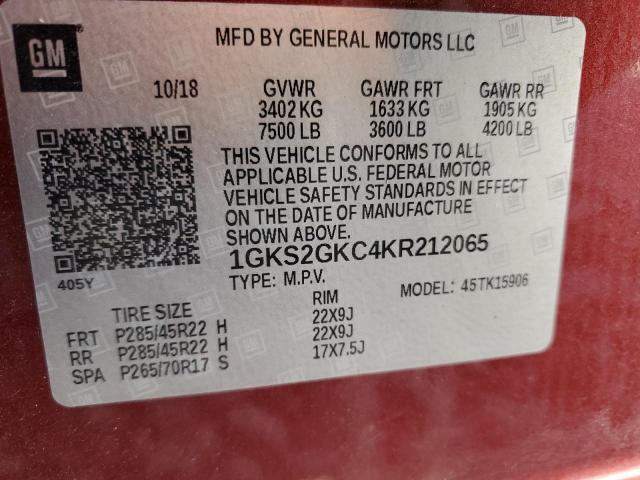 GM
MFD BY GENERAL MOTORS LLC
10/18 GVWR GAWR FRT GAWR RR
3402 KG 1633 KG 1905 KG
7500 LB 3600 LB 4200 LB
THIS VEHICLE CONFORMS TO ALL
APPLICABLE U.S. FEDERAL MOTOR
VEHICLE SAFETY STANDARDS IN EFFECT
ON THE DATE OF MANUFACTURE
SHOWN ABOVE.
1GKS2GKC4KR212065
405Y
TYPE: M.P.V. MODEL: 45TK15906
TIRE SIZE RIM
FRT P285/45R22 H 22X9J
RR P285/45R22 H 22X9J
SPA P265/70R17 S 17X7.5J